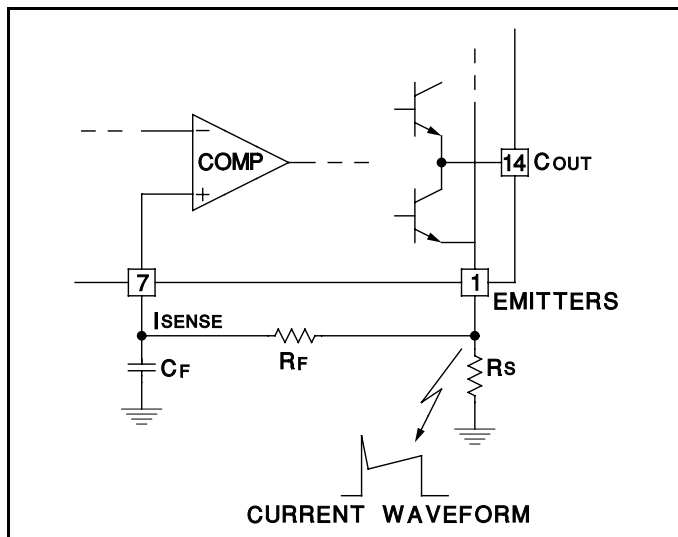 −
COMP
+
14 COUT
7
1
EMITTERS
ISENSE
RF
CF
RS
CURRENT WAVEFORM